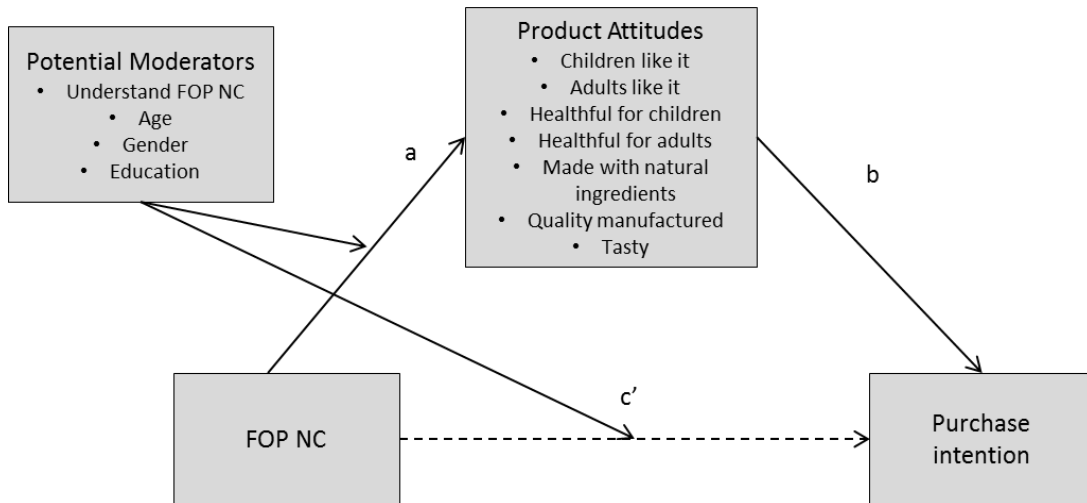 Potential Moderators
• Understand FOP NC
• Age
• Gender
• Education
Product Attitudes
• Children like it
• Adults like it
• Healthful for children
• Healthful for adults
• Made with natural
ingredients
• Quality manufactured
• Tasty
a
b
c’
FOP NC
Purchase
intention